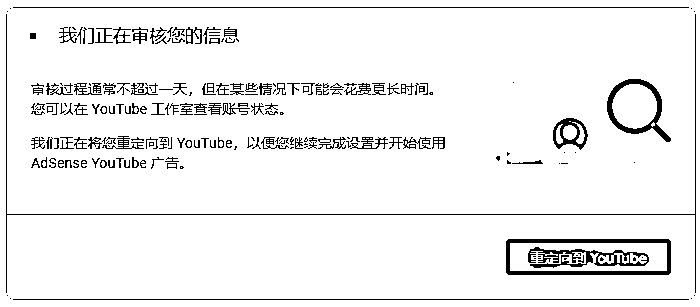 我们正在审核您的信息
审核过程通常不超过一天，但在某些情况下可能会花费更长时间。
您可以在 YouTube 工作室查看账号状态。
我们正在将您重定向到 YouTube，以便您继续完成设置并开始使用
AdSense YouTube 广告。
重定向到 YouTube